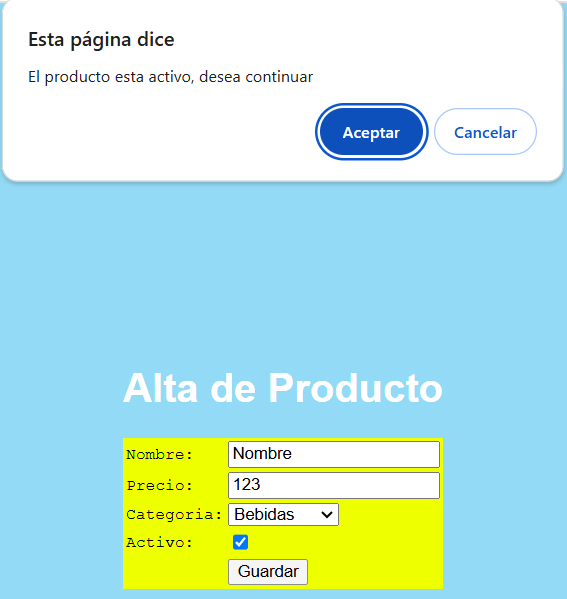 Esta página dice
El producto esta activo, desea continuar
Aceptar Cancelar
Alta de Producto
Nombre: Nombre
Precio: 123
Categoria: Bebidas
Activo:
Guardar